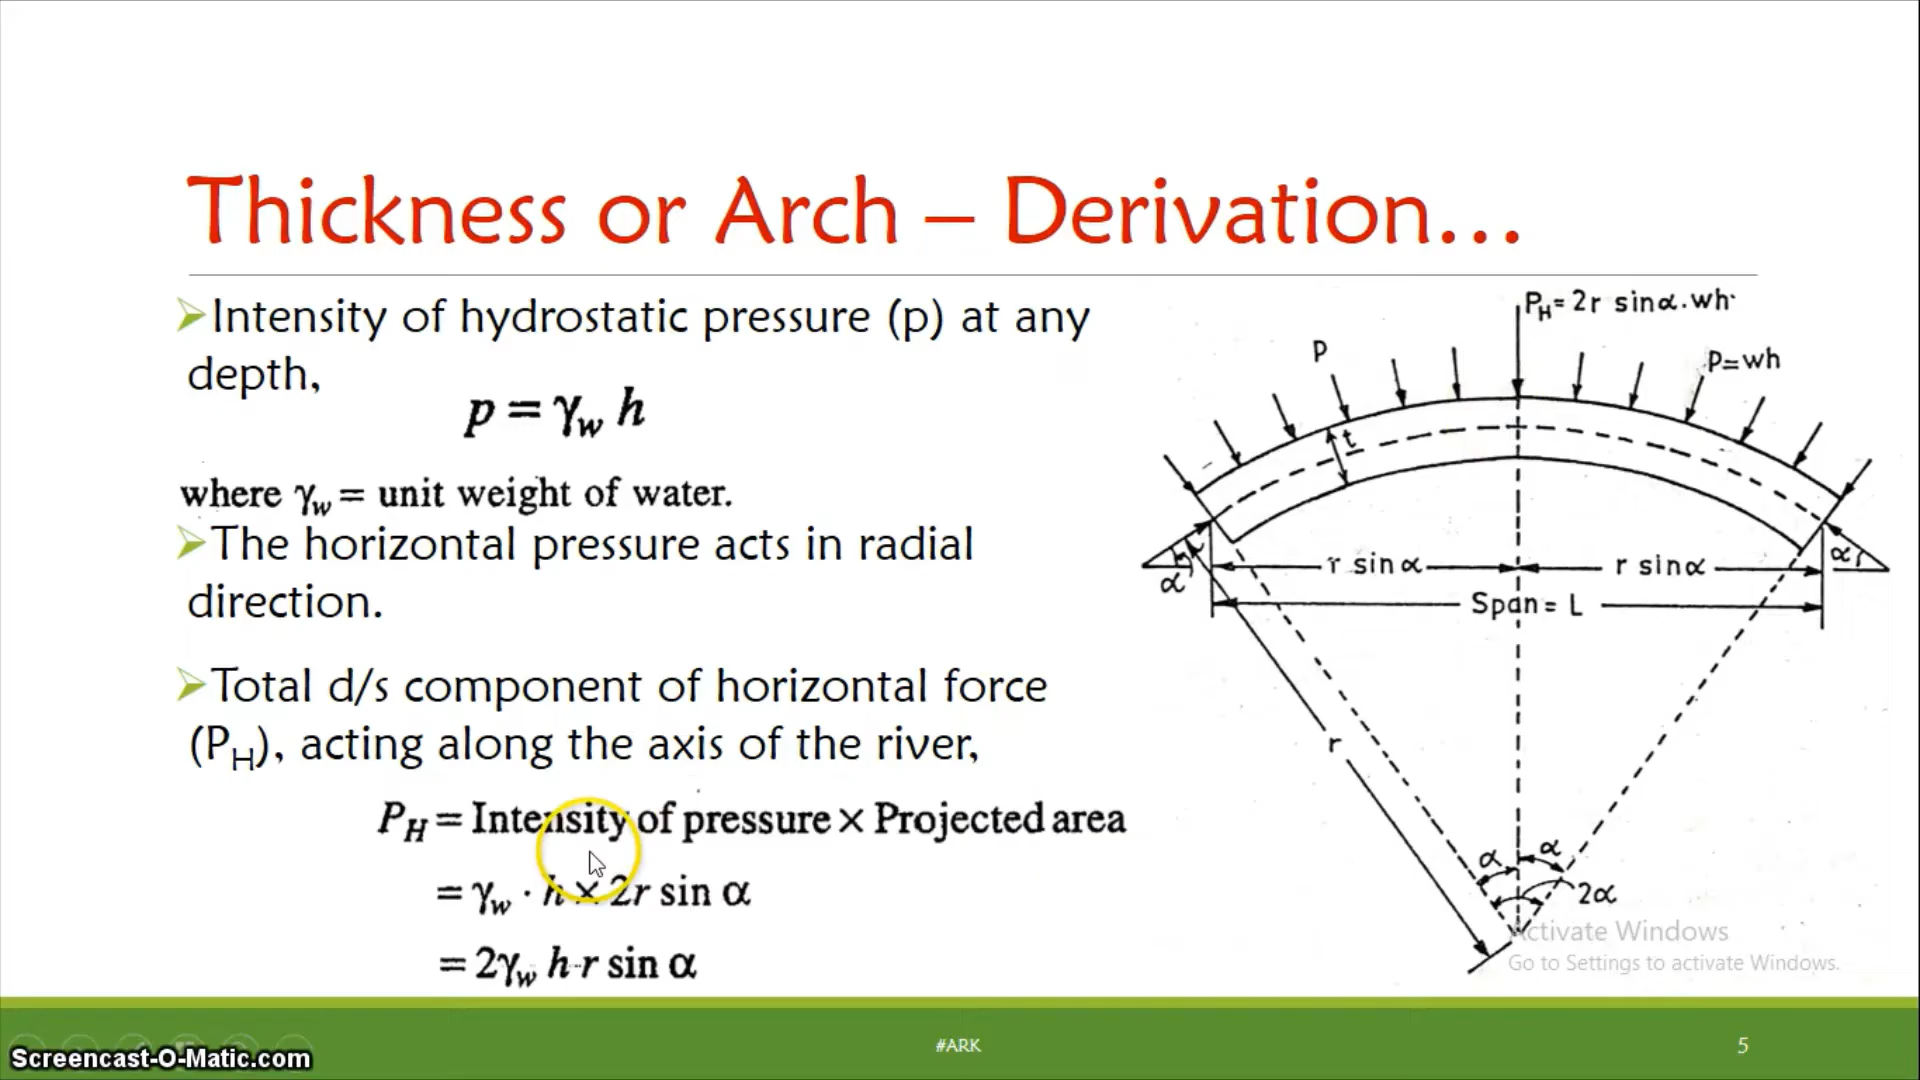 Thickness or Arch – Derivation...
➢Intensity of hydrostatic pressure (p) at any
depth,
p = γw h
where γw = unit weight of water.
➢The horizontal pressure acts in radial
direction.
➢Total d/s component of horizontal force
(PH), acting along the axis of the river,
PH = Intensity of pressure × Projected area
= γw · h × 2r sin α
= 2γw h·r sin α
PH = 2r sinα.wh
P
P=wh
t
α
r sinα
r sinα
α
Span = L
r
α
α
2α
Activate Windows
Go to Settings to activate Windows.
Screencast-O-Matic.com
#ARK
5